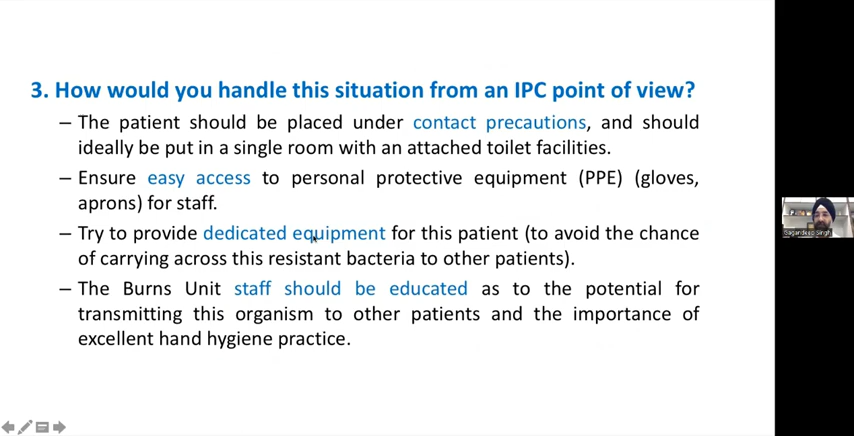 3. How would you handle this situation from an IPC point of view?
– The patient should be placed under contact precautions, and should
ideally be put in a single room with an attached toilet facilities.
– Ensure easy access to personal protective equipment (PPE) (gloves,
aprons) for staff.
– Try to provide dedicated equipment for this patient (to avoid the chance
of carrying across this resistant bacteria to other patients).
– The Burns Unit staff should be educated as to the potential for
transmitting this organism to other patients and the importance of
excellent hand hygiene practice.
Gagandeep Singh